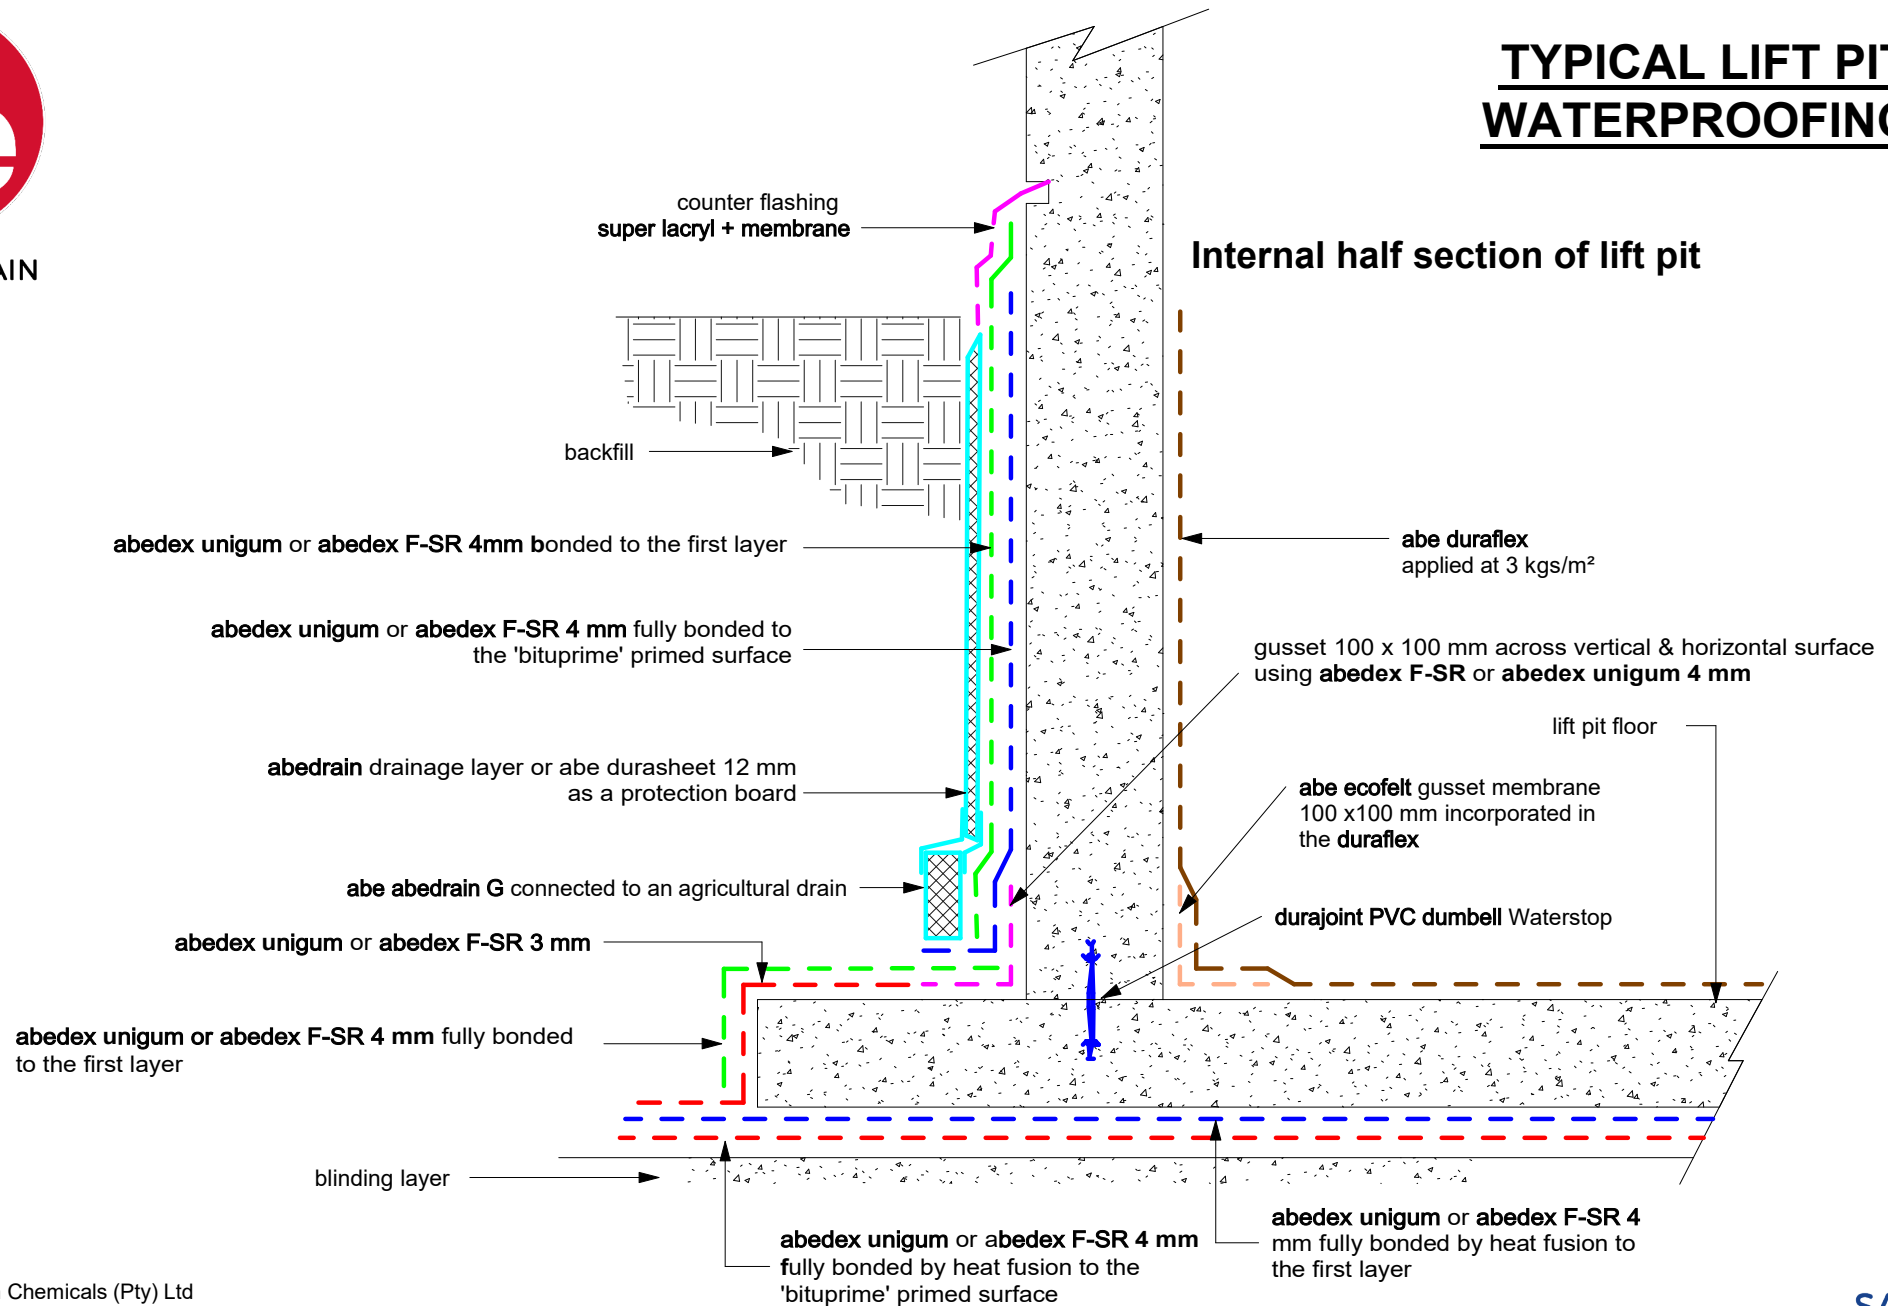 TYPICAL LIFT PIT
WATERPROOFING
counter flashing
super lacryl + membrane
Internal half section of lift pit
backfill
abedex unigum or abedex F-SR 4mm bonded to the first layer
abe duraflex
applied at 3 kgs/m²
abedex unigum or abedex F-SR 4 mm fully bonded to
the 'bituprime' primed surface
gusset 100 x 100 mm across vertical & horizontal surface
using abedex F-SR or abedex unigum 4 mm
lift pit floor
abedrain drainage layer or abe durasheet 12 mm
as a protection board
abe ecofelt gusset membrane
100 x100 mm incorporated in
the duraflex
abe abedrain G connected to an agricultural drain
durajoint PVC dumbell Waterstop
abedex unigum or abedex F-SR 3 mm
abedex unigum or abedex F-SR 4 mm fully bonded
to the first layer
blinding layer
abedex unigum or abedex F-SR 4 mm
fully bonded by heat fusion to the
'bituprime' primed surface
abedex unigum or abedex F-SR 4
mm fully bonded by heat fusion to
the first layer
Chemicals (Pty) Ltd